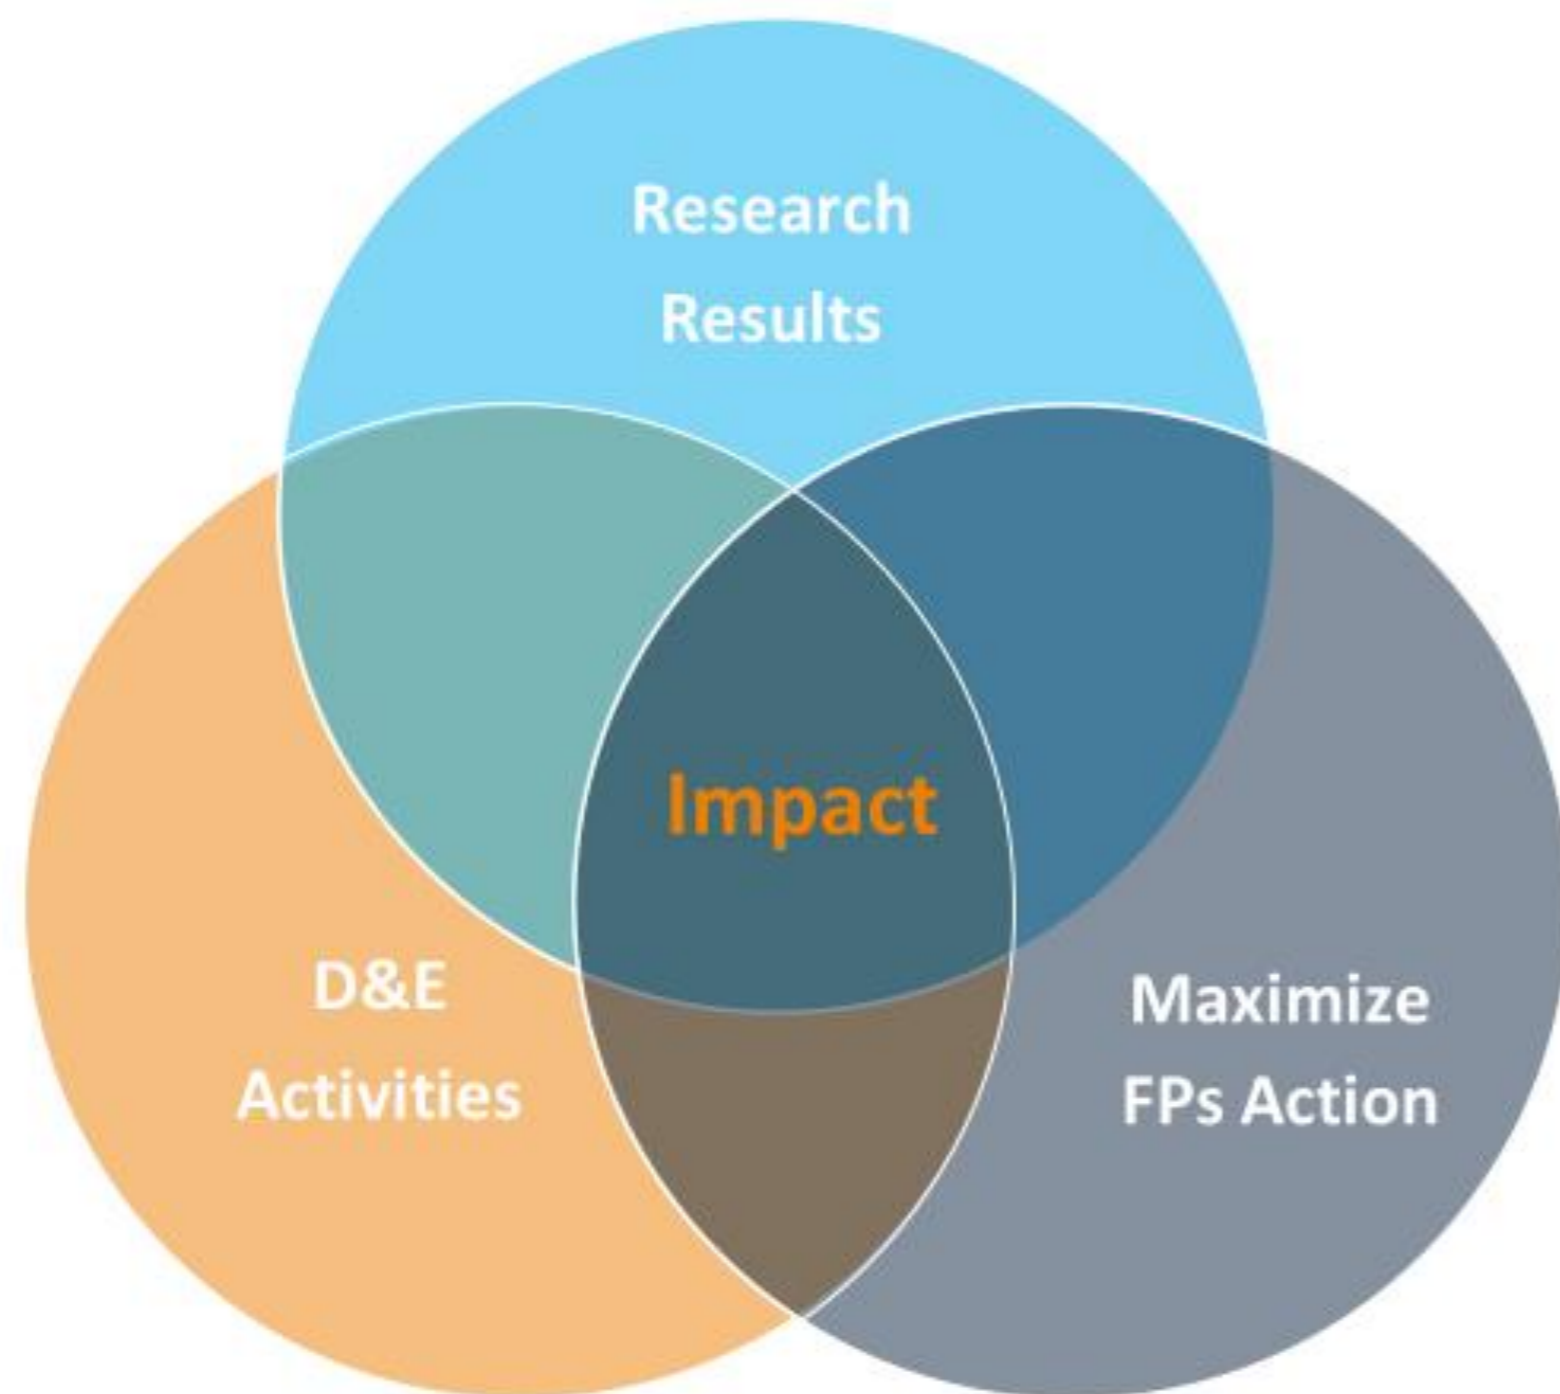 Research
Results
Impact
D&E
Activities
Maximize
FPs Action